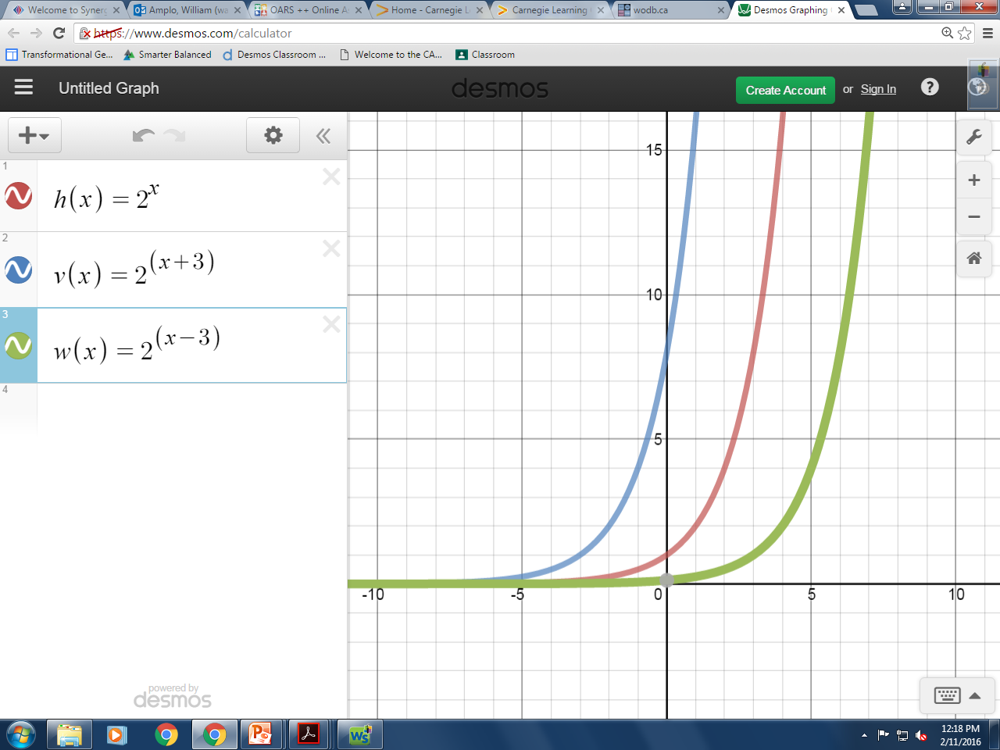 Welcome to Synerg
Amplo, William (wa
OARS ++ Online A
Home - Carnegie L
Carnegie Learning
wodb.ca
Desmos Graphing
https://www.desmos.com/calculator
Transformational Ge...
Smarter Balanced
Desmos Classroom ...
Welcome to the CA...
Classroom
Untitled Graph
desmos
Create Account
or
Sign In
?
1
h(x) = 2^x
2
v(x) = 2^(x+3)
3
w(x) = 2^(x−3)
4
15
10
5
-10
-5
0
5
10
powered by
desmos
12:18 PM
2/11/2016